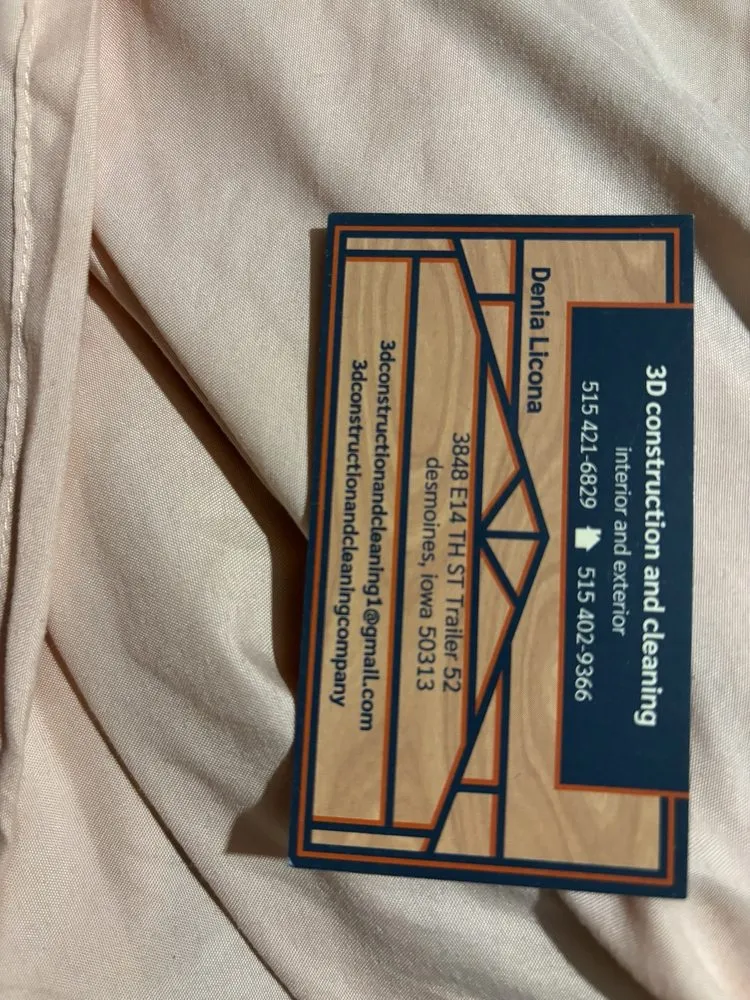 3D construction and cleaning
interior and exterior
515 421-6829 515 402-9366
Denia Licona
3848 E14 TH ST Trailer 52
desmoines, iowa 50313
3dconstructionandcleaning1@gmail.com
3dconstructionandcleaningcompany